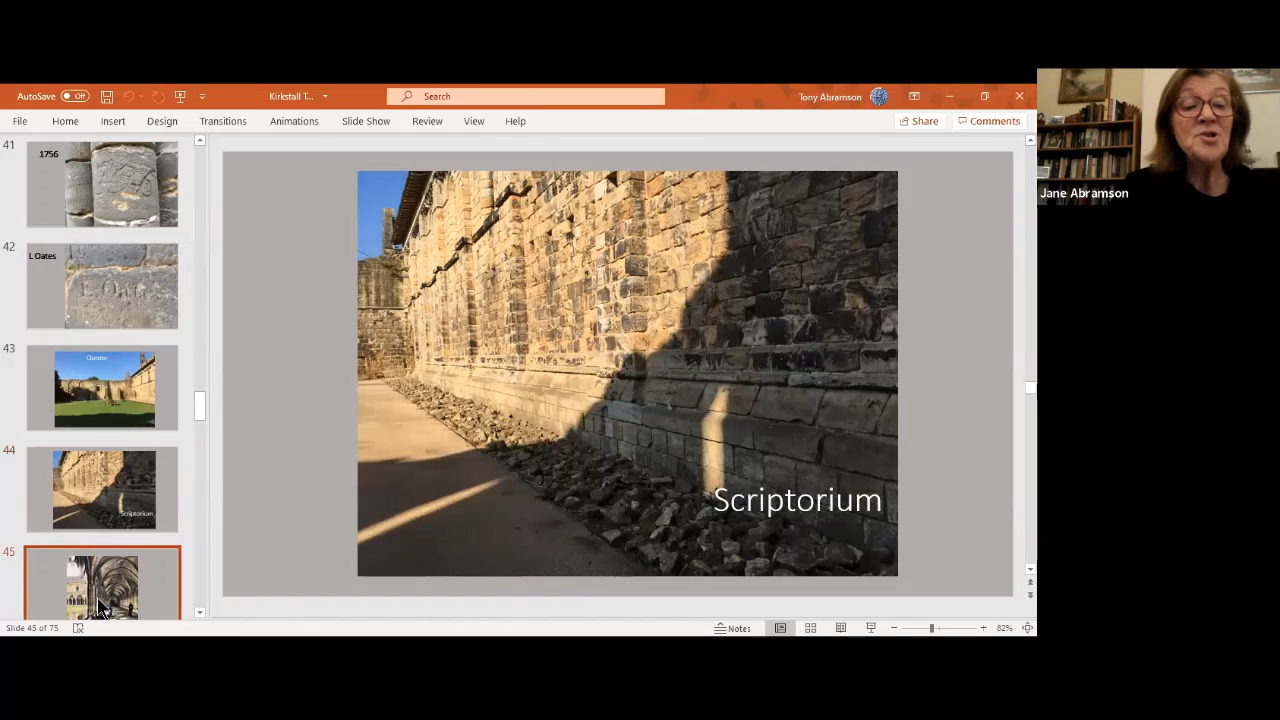 AutoSave Off
Kirkstall T...
Search
Tony Abramson
File Home Insert Design Transitions Animations Slide Show Review View Help
Share Comments
Jane Abramson
41
1756
42
L Oates
L. Oat
43
Cloister
44
Scriptorium
45
Scriptorium
Slide 45 of 75
Notes
82%